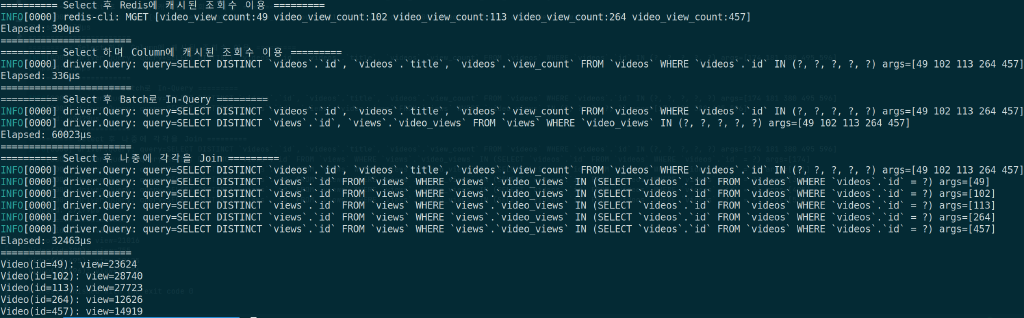 ========== Select 후 Redis에 캐시된 조회수 이용 =========
INFO[0000] redis-cli: MGET [video_view_count:49 video_view_count:102 video_view_count:113 video_view_count:264 video_view_count:457]
Elapsed: 390µs
=======================
========== Select 하며 Column에 캐시된 조회수 이용 =========
INFO[0000] driver.Query: query=SELECT DISTINCT `videos`.`id`, `videos`.`title`, `videos`.`view_count` FROM `videos` WHERE `videos`.`id` IN (?, ?, ?, ?, ?) args=[49 102 113 264 457]
Elapsed: 336µs
=======================
========== Select 후 Batch로 In-Query =========
INFO[0000] driver.Query: query=SELECT DISTINCT `videos`.`id`, `videos`.`title`, `videos`.`view_count` FROM `videos` WHERE `videos`.`id` IN (?, ?, ?, ?, ?) args=[49 102 113 264 457]
INFO[0000] driver.Query: query=SELECT DISTINCT `views`.`id`, `views`.`video_views` FROM `views` WHERE `video_views` IN (?, ?, ?, ?, ?) args=[49 102 113 264 457]
Elapsed: 60023µs
=======================
========== Select 후 나중에 각각을 Join =========
INFO[0000] driver.Query: query=SELECT DISTINCT `videos`.`id`, `videos`.`title`, `videos`.`view_count` FROM `videos` WHERE `videos`.`id` IN (?, ?, ?, ?, ?) args=[49 102 113 264 457]
INFO[0000] driver.Query: query=SELECT DISTINCT `views`.`id` FROM `views` WHERE `views`.`video_views` IN (SELECT `videos`.`id` FROM `videos` WHERE `videos`.`id` = ?) args=[49]
INFO[0000] driver.Query: query=SELECT DISTINCT `views`.`id` FROM `views` WHERE `views`.`video_views` IN (SELECT `videos`.`id` FROM `videos` WHERE `videos`.`id` = ?) args=[102]
INFO[0000] driver.Query: query=SELECT DISTINCT `views`.`id` FROM `views` WHERE `views`.`video_views` IN (SELECT `videos`.`id` FROM `videos` WHERE `videos`.`id` = ?) args=[113]
INFO[0000] driver.Query: query=SELECT DISTINCT `views`.`id` FROM `views` WHERE `views`.`video_views` IN (SELECT `videos`.`id` FROM `videos` WHERE `videos`.`id` = ?) args=[264]
INFO[0000] driver.Query: query=SELECT DISTINCT `views`.`id` FROM `views` WHERE `views`.`video_views` IN (SELECT `videos`.`id` FROM `videos` WHERE `videos`.`id` = ?) args=[457]
Elapsed: 32463µs
=======================
Video(id=49): view=23624
Video(id=102): view=28740
Video(id=113): view=27723
Video(id=264): view=12626
Video(id=457): view=14919